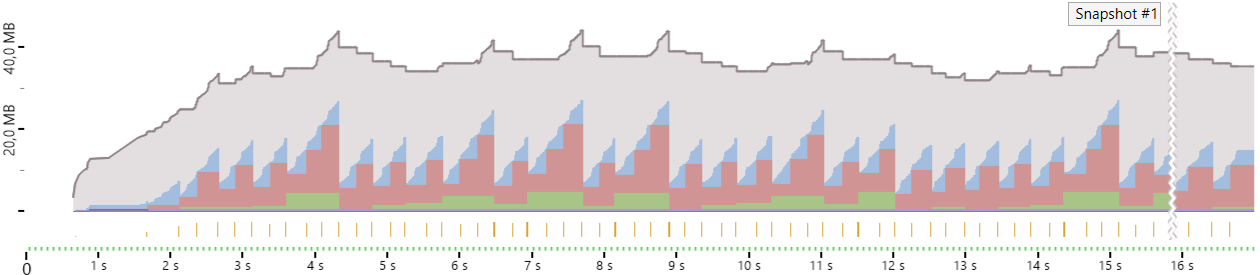 Snapshot #1
40,0 MB
20,0 MB
0
1 s
2 s
3 s
4 s
5 s
6 s
7 s
8 s
9 s
10 s
11 s
12 s
13 s
14 s
15 s
16 s